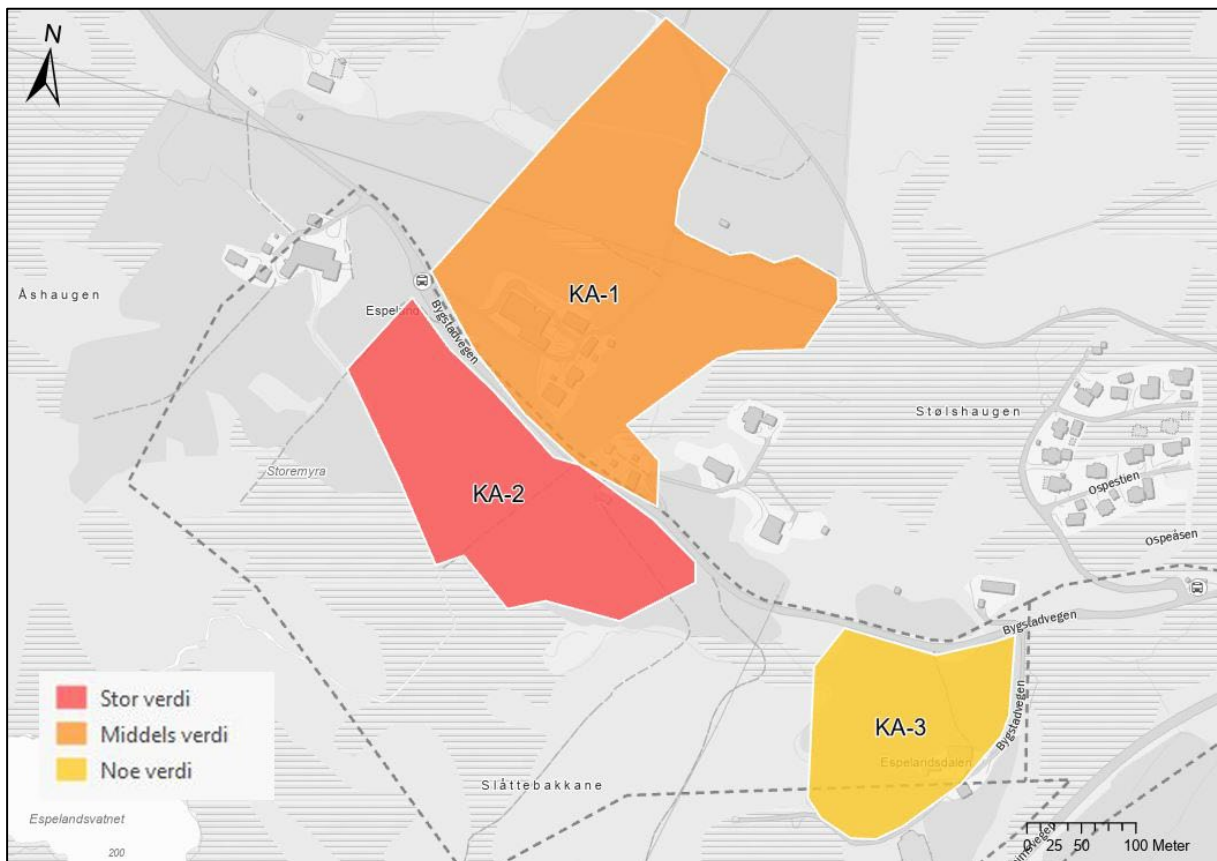 N
KA-1
Åshaugen
Espeland
Bygstadvegen
Stølshaugen
Storemyra
KA-2
Ospestien
Ospeåsen
Bygstadvegen
Stor verdi
Middels verdi
Noe verdi
KA-3
Bygstadvegen
Espelandsdalen
Slåttebakkane
Espelandsvatnet
200
0 25 50 100 Meter